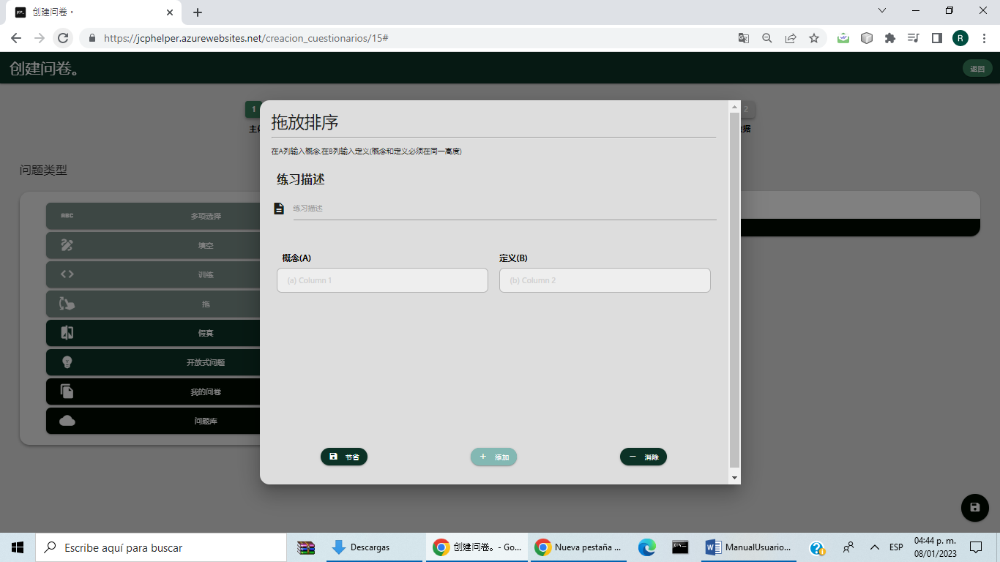 创建问卷。
https://jcphelper.azurewebsites.net/creacion_cuestionarios/15#
R
创建问卷。
返回
1
2
拖放排序
在A列输入概念,在B列输入定义(概念和定义必须在同一高度)
问题类型
练习描述
练习描述
ABC 多项选择
填空
训练
拖
假真
开放式问题
我的问卷
问题库
概念(A)
定义(B)
(a) Column 1
(b) Column 2
节省
添加
消除
Escribe aquí para buscar
Descargas
创建问卷。 - Go...
Nueva pestaña ...
ManualUsuario...
ESP
04:44 p. m.
08/01/2023